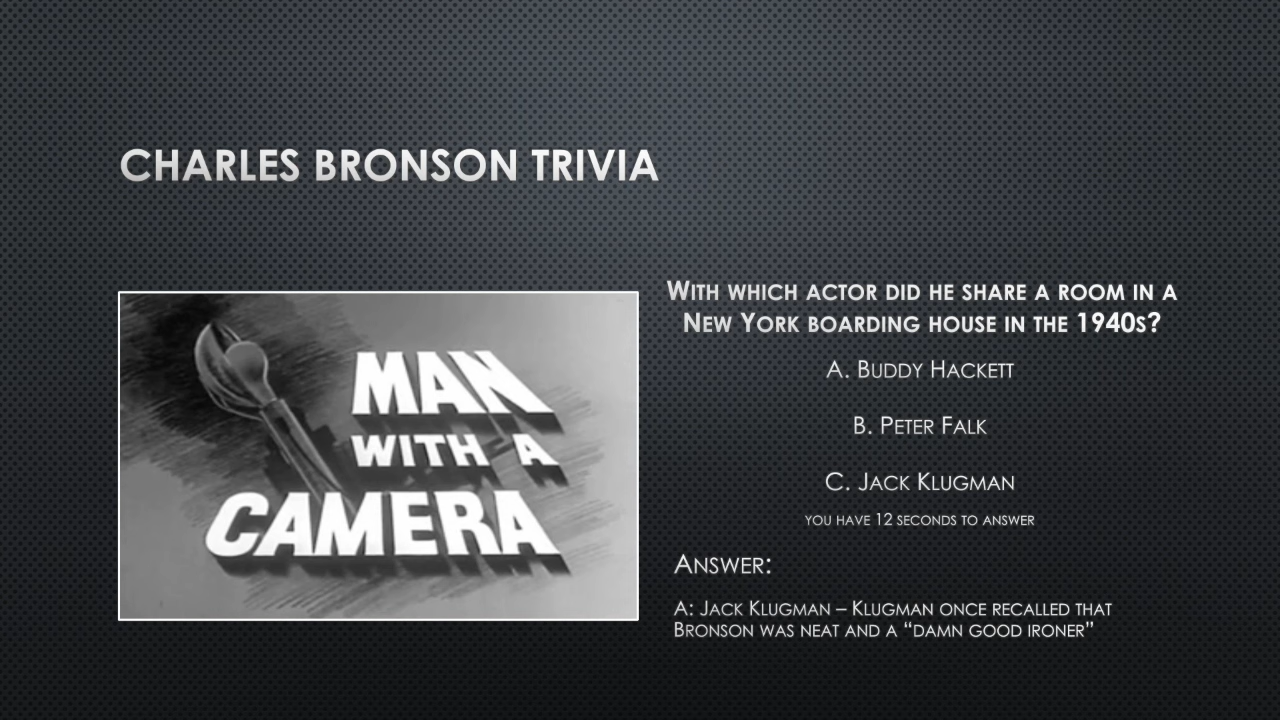 CHARLES BRONSON TRIVIA
MAN
WITH A
CAMERA
WITH WHICH ACTOR DID HE SHARE A ROOM IN A
NEW YORK BOARDING HOUSE IN THE 1940S?
A. BUDDY HACKETT
B. PETER FALK
C. JACK KLUGMAN
YOU HAVE 12 SECONDS TO ANSWER
ANSWER:
A: JACK KLUGMAN – KLUGMAN ONCE RECALLED THAT
BRONSON WAS NEAT AND A “DAMN GOOD IRONER”